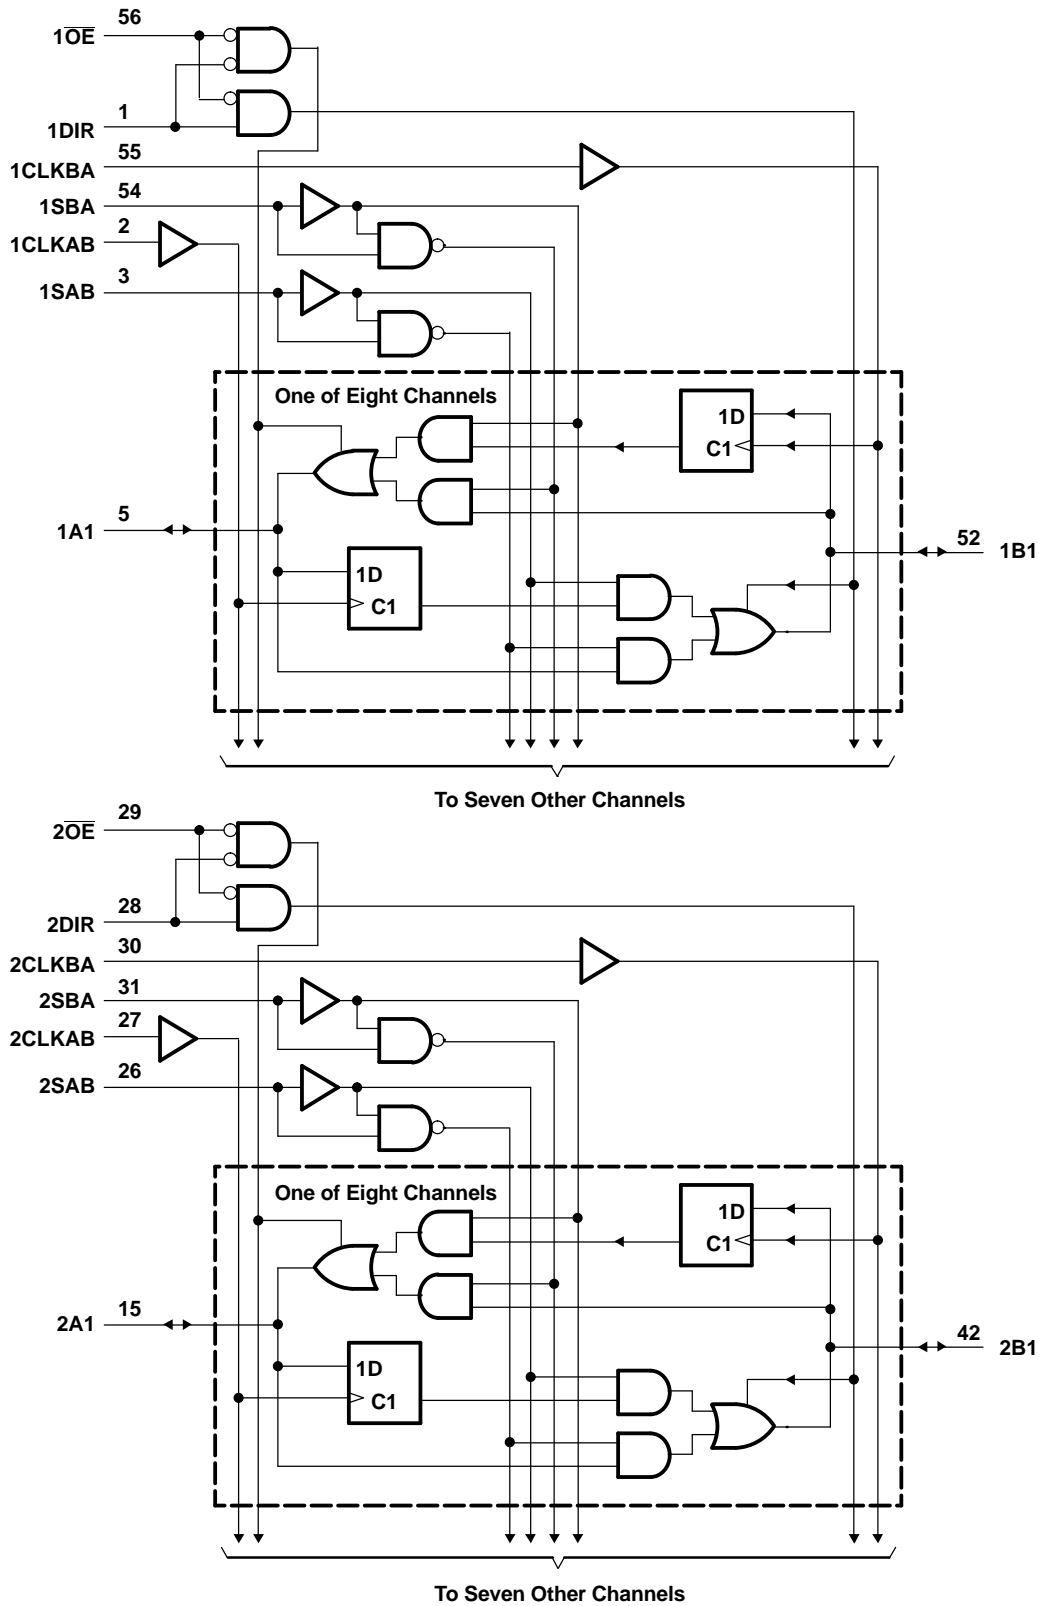 56
1O̅E̅
1
1DIR
55
1CLKBA
54
1SBA
2
1CLKAB
3
1SAB
One of Eight Channels
1D
C1
5
1A1
52
1B1
1D
C1
To Seven Other Channels
29
2O̅E̅
28
2DIR
30
2CLKBA
31
2SBA
27
2CLKAB
26
2SAB
One of Eight Channels
1D
C1
15
2A1
42
2B1
1D
C1
To Seven Other Channels